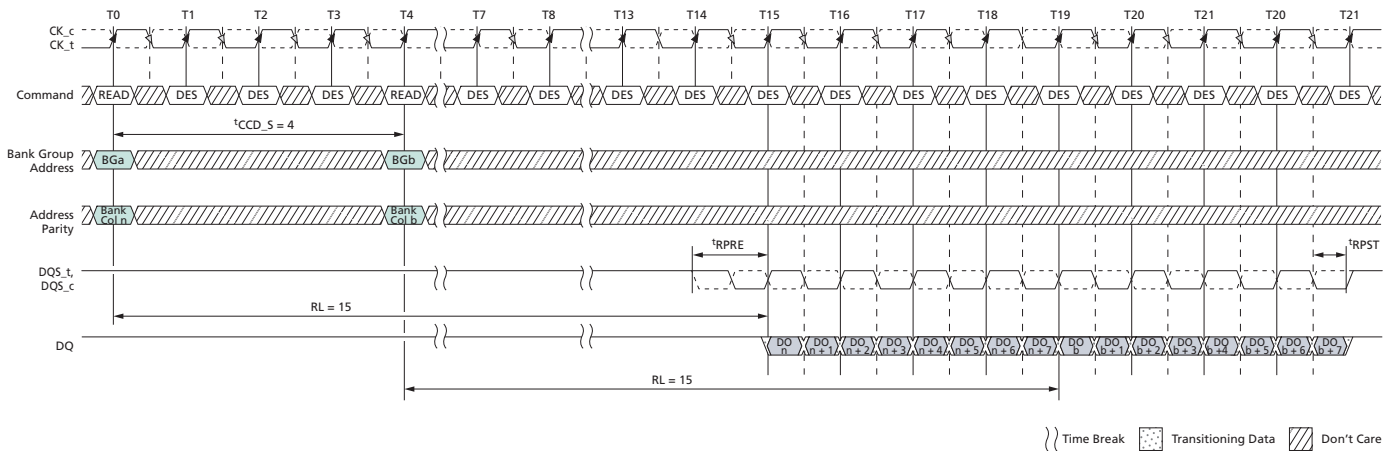 T0 T1 T2 T3 T4 T7 T8 T13 T14 T15 T16 T17 T18 T19 T20 T21 T20 T21
CK_c
CK_t
Command READ DES DES DES READ DES DES DES DES DES DES DES DES DES DES DES DES DES
tCCD_S = 4
Bank Group
Address
BGa BGb
Address
Parity
Bank
Col n
Bank
Col b
tRPRE tRPST
DQS_t,
DQS_c
RL = 15
DQ
DO
n
DO
n + 1
DO
n + 2
DO
n + 3
DO
n + 4
DO
n + 5
DO
n + 6
DO
n + 7
DO
b
DO
b + 1
DO
b + 2
DO
b + 3
DO
b + 4
DO
b + 5
DO
b + 6
DO
b + 7
RL = 15
Time Break Transitioning Data Don't Care